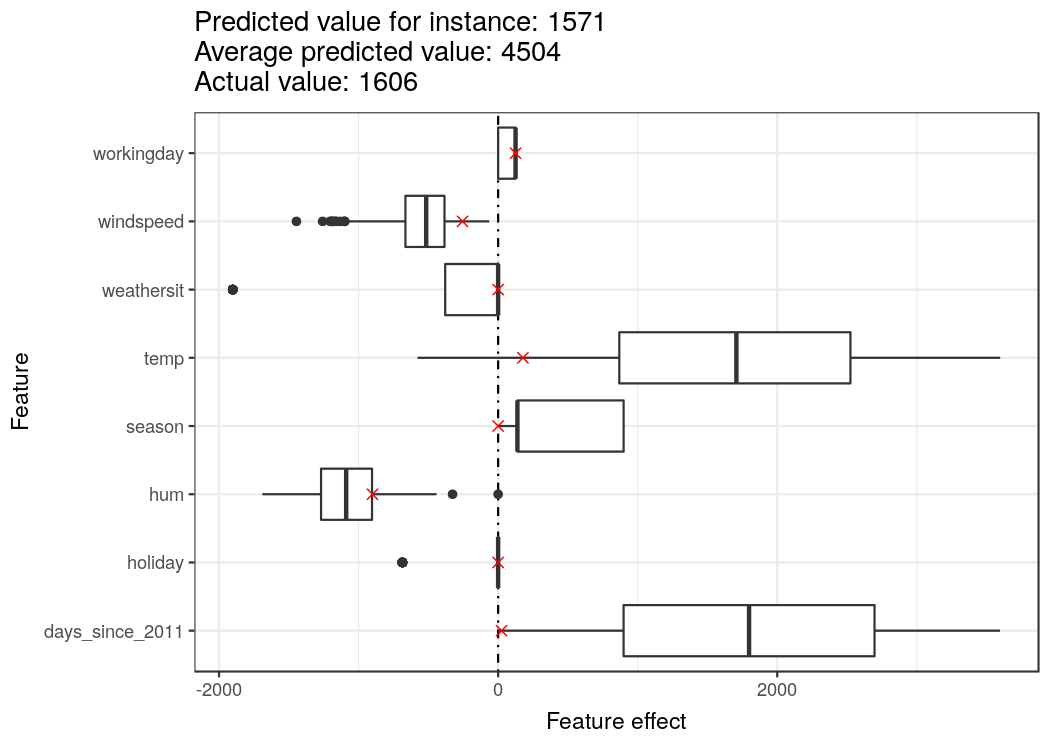 Predicted value for instance: 1571
Average predicted value: 4504
Actual value: 1606
Feature
workingday
windspeed
weathersit
temp
season
hum
holiday
days_since_2011
-2000 0 2000
Feature effect